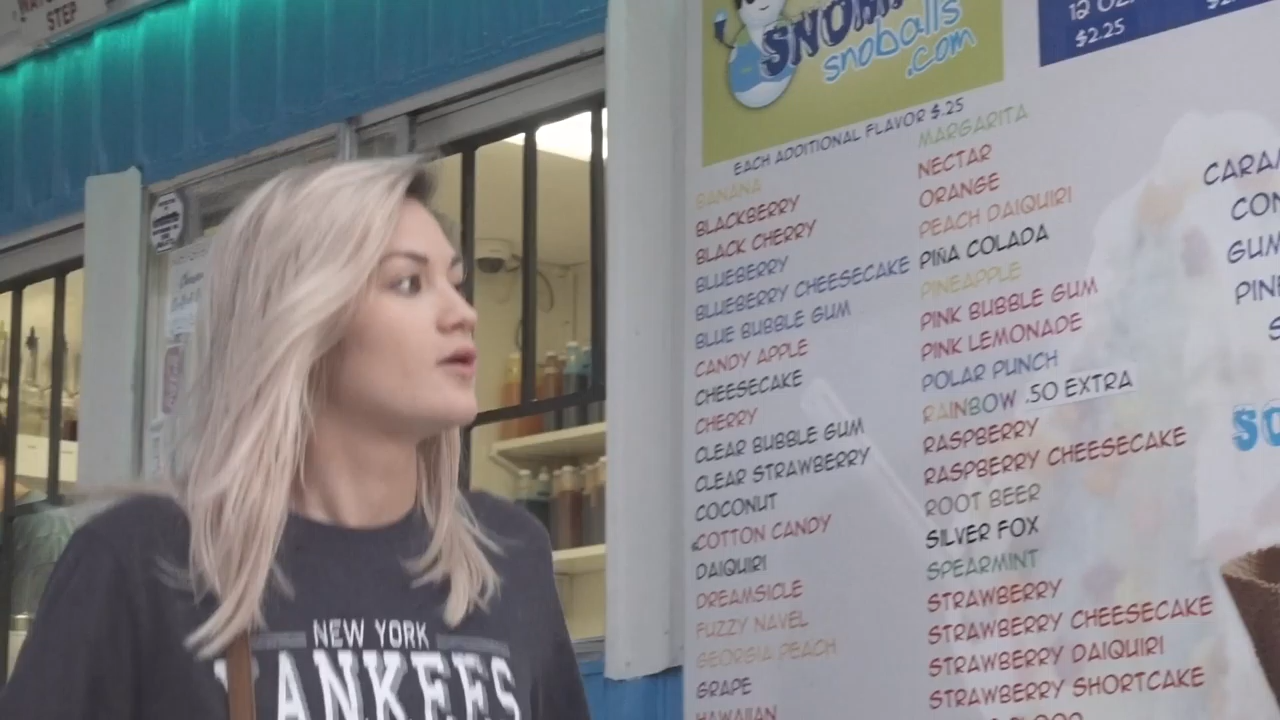 STEP
SNOW
snoballs
.com
12 OZ.
$2.25
EACH ADDITIONAL FLAVOR $.25
BANANA
BLACKBERRY
BLACK CHERRY
BLUEBERRY
BLUEBERRY CHEESECAKE
BLUE BUBBLE GUM
CANDY APPLE
CHEESECAKE
CHERRY
CLEAR BUBBLE GUM
CLEAR STRAWBERRY
COCONUT
COTTON CANDY
DAIQUIRI
DREAMSICLE
FUZZY NAVEL
GEORGIA PEACH
GRAPE
HAWAIIAN
MARGARITA
NECTAR
ORANGE
PEACH DAIQUIRI
PIÑA COLADA
PINEAPPLE
PINK BUBBLE GUM
PINK LEMONADE
POLAR PUNCH
RAINBOW .50 EXTRA
RASPBERRY
RASPBERRY CHEESECAKE
ROOT BEER
SILVER FOX
SPEARMINT
STRAWBERRY
STRAWBERRY CHEESECAKE
STRAWBERRY DAIQUIRI
STRAWBERRY SHORTCAKE
NEW YORK
YANKEES